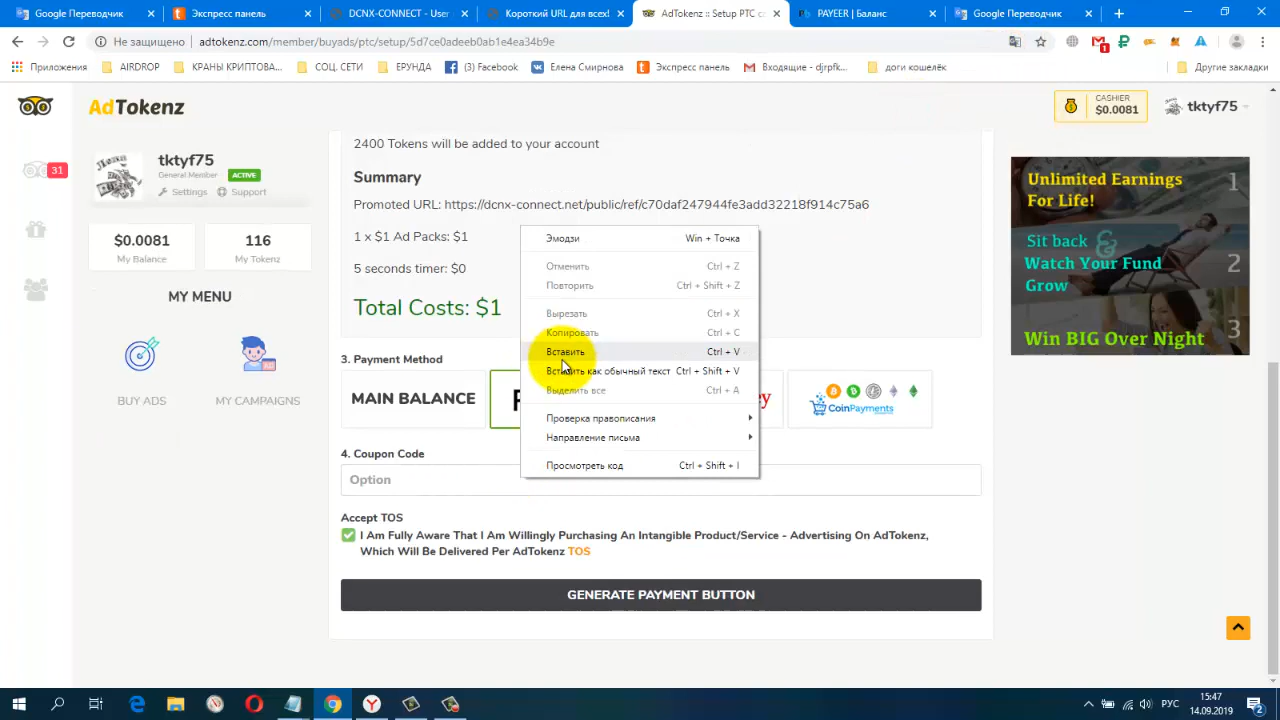 Google Переводчик
Экспресс панель
DCNX-CONNECT - User
Короткий URL для всех!
AdTokenz :: Setup PTC c
PAYEER | Баланс
Google Переводчик
Не защищено
adtokenz.com/member/buyads/ptc/setup/5d7ce0adeeb0ab1e4ea34b9e
Приложения
AIRDROP
КРАНЫ КРИПТОВА...
СОЦ. СЕТИ
ЕРУНДА
(3) Facebook
Елена Смирнова
Экспресс панель
Входящие - djrpfk...
доги кошелёк
Другие закладки
AdTokenz
CASHIER
$0.0081
tktyf75
31
tktyf75
General Member
ACTIVE
Settings
Support
$0.0081
My Balance
116
My Tokenz
MY MENU
BUY ADS
MY CAMPAIGNS
2400 Tokens will be added to your account
Summary
Promoted URL: https://dcnx-connect.net/public/ref/c70daf247944fe3add32218f914c75a6
1 x $1 Ad Packs: $1
5 seconds timer: $0
Total Costs: $1
3. Payment Method
MAIN BALANCE
CoinPayments
4. Coupon Code
Option
Accept TOS
I Am Fully Aware That I Am Willingly Purchasing An Intangible Product/Service - Advertising On AdTokenz,
Which Will Be Delivered Per AdTokenz TOS
GENERATE PAYMENT BUTTON
Эмодзи Win + Точка
Отменить Ctrl + Z
Повторить Ctrl + Shift + Z
Вырезать Ctrl + X
Копировать Ctrl + C
Вставить Ctrl + V
Вставить как обычный текст Ctrl + Shift + V
Выделить все Ctrl + A
Проверка правописания
Направление письма
Просмотреть код Ctrl + Shift + I
Unlimited Earnings
For Life!
1
Sit back &
Watch Your Fund
Grow
2
Win BIG Over Night
3
РУС
15:47
14.09.2019
2